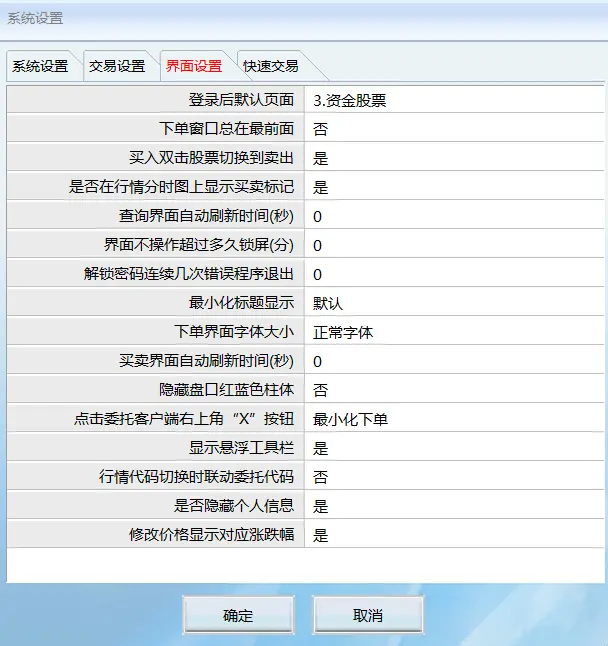 系统设置
系统设置 交易设置 界面设置 快速交易
登录后默认页面 3.资金股票
下单窗口总在最前面 否
买入双击股票切换到卖出 是
是否在行情分时图上显示买卖标记 是
查询界面自动刷新时间(秒) 0
界面不操作超过多久锁屏(分) 0
解锁密码连续几次错误程序退出 0
最小化标题显示 默认
下单界面字体大小 正常字体
买卖界面自动刷新时间(秒) 0
隐藏盘口红蓝色柱体 否
点击委托客户端右上角“X”按钮 最小化下单
显示悬浮工具栏 是
行情代码切换时联动委托代码 否
是否隐藏个人信息 是
修改价格显示对应涨跌幅 是
确定 取消